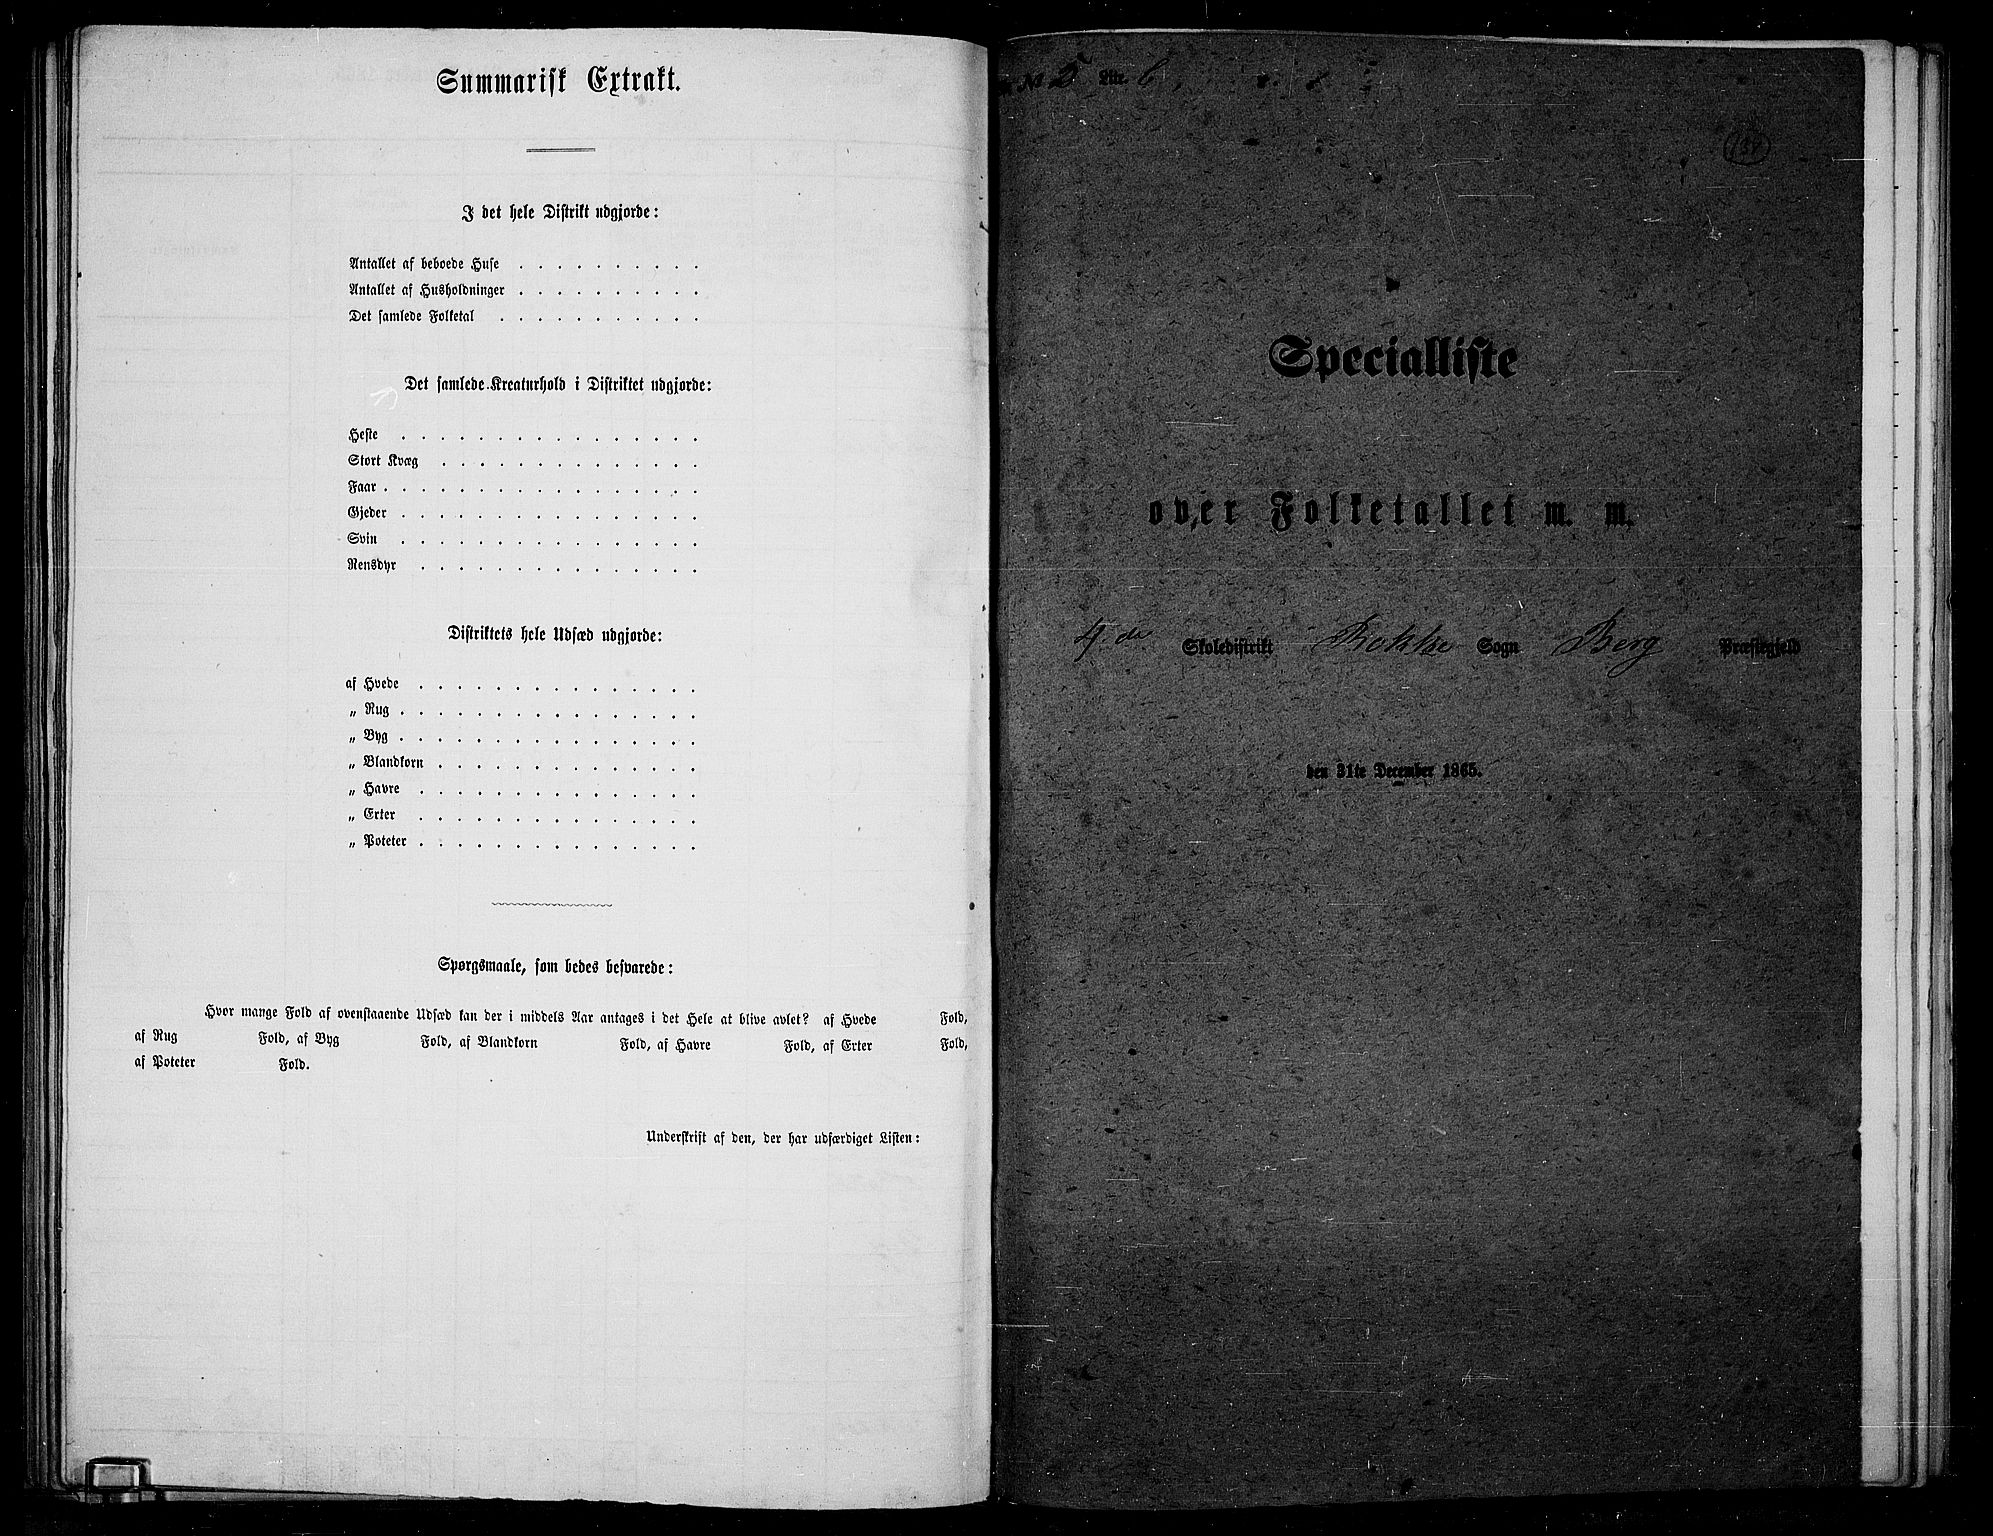 Summarisk Extrakt.
I det hele Distrikt udgjorde:
Antallet af beboede Huse . . . . . . . . . .
Antallet af Husholdninger . . . . . . . . . .
Det samlede Folketal . . . . . . . . . . .
Det samlede Kreaturhold i Distriktet udgjorde:
Heste . . . . . . . . . . . . . . . .
Stort Kvæg . . . . . . . . . . . . . .
Faar . . . . . . . . . . . . . . . . .
Gjeder . . . . . . . . . . . . . . . .
Svin . . . . . . . . . . . . . . . .
Rensdyr . . . . . . . . . . . . . . .
Distriktets hele Udsæd udgjorde:
af Hvede . . . . . . . . . . . . . . .
„ Rug . . . . . . . . . . . . . . . .
„ Byg . . . . . . . . . . . . . . . .
„ Blandkorn . . . . . . . . . . . . . .
„ Havre . . . . . . . . . . . . . . .
„ Erter . . . . . . . . . . . . . . .
„ Poteter . . . . . . . . . . . . . . .
Spørgsmaale, som bedes besvarede:
Hvor mange Fold af ovenstaaende Udsæd kan der i middels Aar antages i det Hele at blive avlet? af Hvede Fold,
af Rug Fold, af Byg Fold, af Blandkorn Fold, af Havre Fold, af Erter Fold,
af Poteter Fold.
Underskrift af den, der har udfærdiget Listen:
№ 5 Litr. b,
Specialliste
over Folketallet m. m.
4de Skoledistrikt Rokke Sogn Berg Præstegjeld
den 31te December 1865.